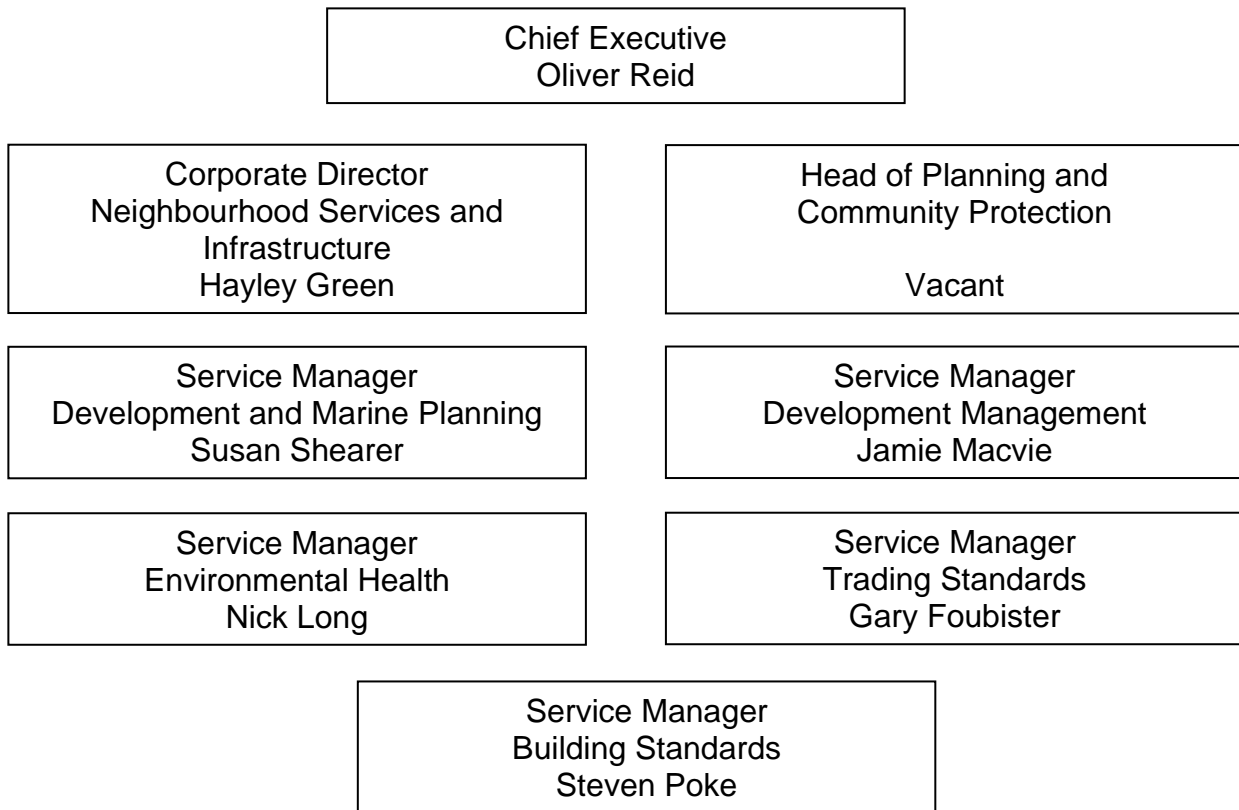 Chief Executive
Oliver Reid
Corporate Director
Neighbourhood Services and
Infrastructure
Hayley Green
Head of Planning and
Community Protection
Vacant
Service Manager
Development and Marine Planning
Susan Shearer
Service Manager
Development Management
Jamie Macvie
Service Manager
Environmental Health
Nick Long
Service Manager
Trading Standards
Gary Foubister
Service Manager
Building Standards
Steven Poke